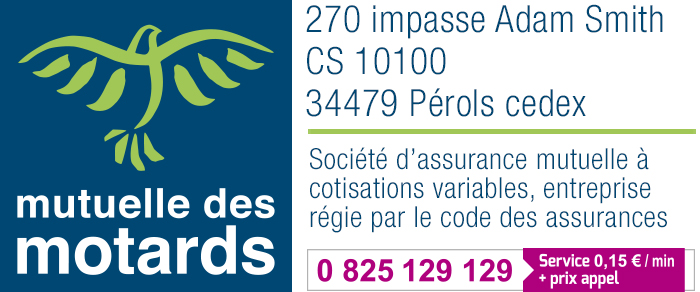 mutuelle des
motards
270 impasse Adam Smith
CS 10100
34479 Pérols cedex
Société d'assurance mutuelle à
cotisations variables, entreprise
régie par le code des assurances
0 825 129 129
Service 0,15 € / min
+ prix appel